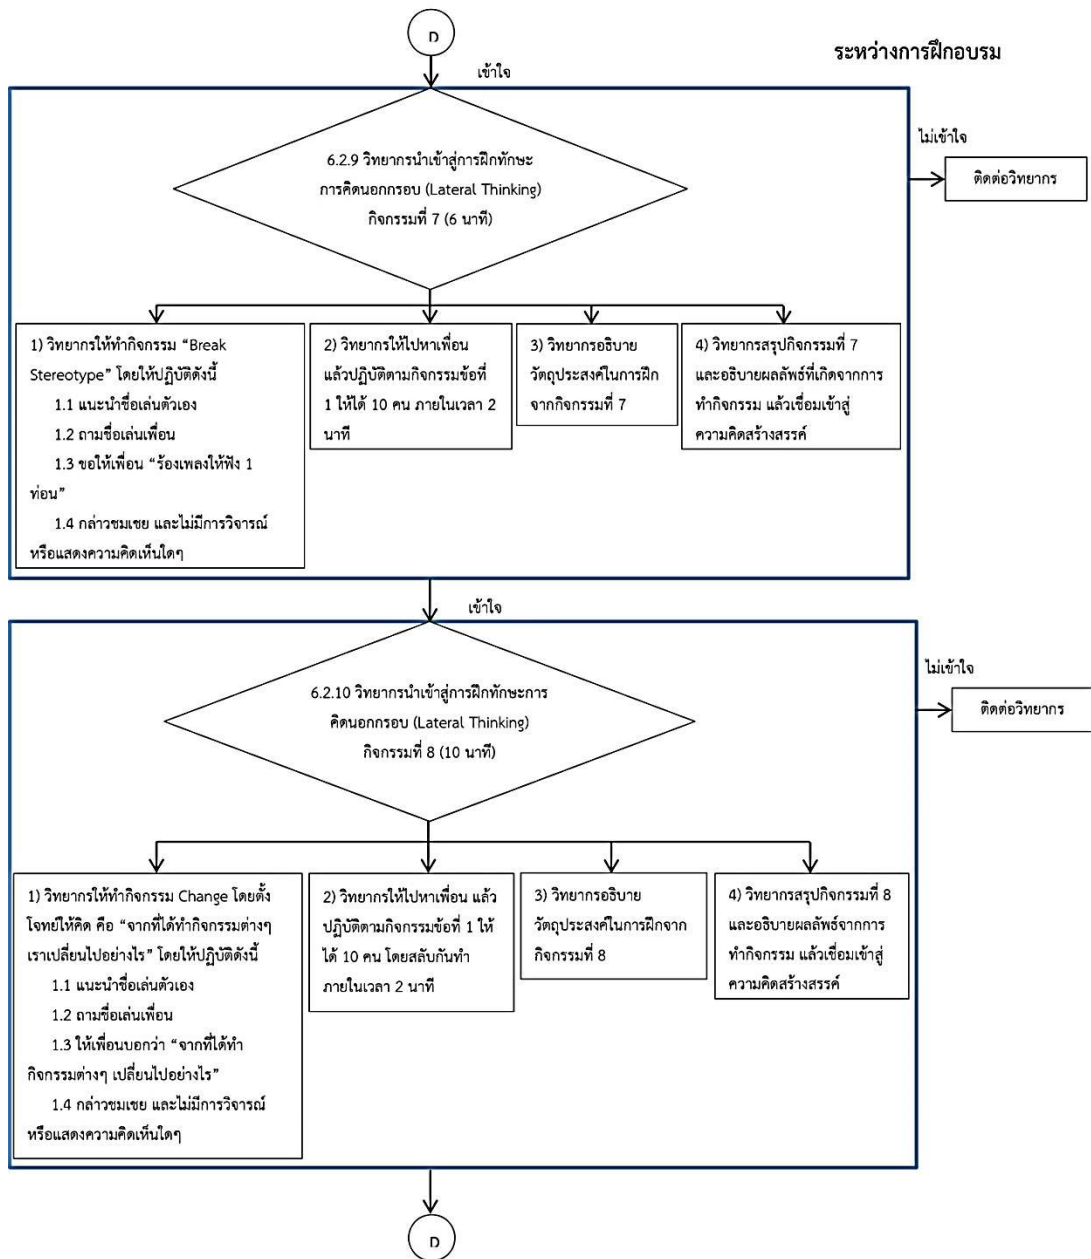 D
ระหว่างการฝึกอบรม
เข้าใจ
6.2.9 วิทยากรนำเข้าสู่การฝึกทักษะ
การคิดนอกกรอบ (Lateral Thinking)
กิจกรรมที่ 7 (6 นาที)
ไม่เข้าใจ
ติดต่อวิทยากร
1) วิทยากรให้ทำกิจกรรม “Break
Stereotype” โดยให้ปฏิบัติดังนี้
1.1 แนะนำชื่อเล่นตัวเอง
1.2 ถามชื่อเล่นเพื่อน
1.3 ขอให้เพื่อน “ร้องเพลงให้ฟัง 1
ท่อน”
1.4 กล่าวชมเชย และไม่มีการวิจารณ์
หรือแสดงความคิดเห็นใดๆ
2) วิทยากรให้ไปหาเพื่อน
แล้วปฏิบัติตามกิจกรรมข้อที่
1 ให้ได้ 10 คน ภายในเวลา 2
นาที
3) วิทยากรอธิบาย
วัตถุประสงค์ในการฝึก
จากกิจกรรมที่ 7
4) วิทยากรสรุปกิจกรรมที่ 7
และอธิบายผลลัพธ์ที่เกิดจากการ
ทำกิจกรรม แล้วเชื่อมเข้าสู่
ความคิดสร้างสรรค์
เข้าใจ
6.2.10 วิทยากรนำเข้าสู่การฝึกทักษะการ
คิดนอกกรอบ (Lateral Thinking)
กิจกรรมที่ 8 (10 นาที)
ไม่เข้าใจ
ติดต่อวิทยากร
1) วิทยากรให้ทำกิจกรรม Change โดยตั้ง
โจทย์ให้คิด คือ “จากที่ได้ทำกิจกรรมต่างๆ
เราเปลี่ยนไปอย่างไร” โดยให้ปฏิบัติดังนี้
1.1 แนะนำชื่อเล่นตัวเอง
1.2 ถามชื่อเล่นเพื่อน
1.3 ให้เพื่อนบอกว่า “จากที่ได้ทำ
กิจกรรมต่างๆ เปลี่ยนไปอย่างไร”
1.4 กล่าวชมเชย และไม่มีการวิจารณ์
หรือแสดงความคิดเห็นใดๆ
2) วิทยากรให้ไปหาเพื่อน แล้ว
ปฏิบัติตามกิจกรรมข้อที่ 1 ให้
ได้ 10 คน โดยสลับกันทำ
ภายในเวลา 2 นาที
3) วิทยากรอธิบาย
วัตถุประสงค์ในการฝึกจาก
กิจกรรมที่ 8
4) วิทยากรสรุปกิจกรรมที่ 8
และอธิบายผลลัพธ์จากการ
ทำกิจกรรม แล้วเชื่อมเข้าสู่
ความคิดสร้างสรรค์
D